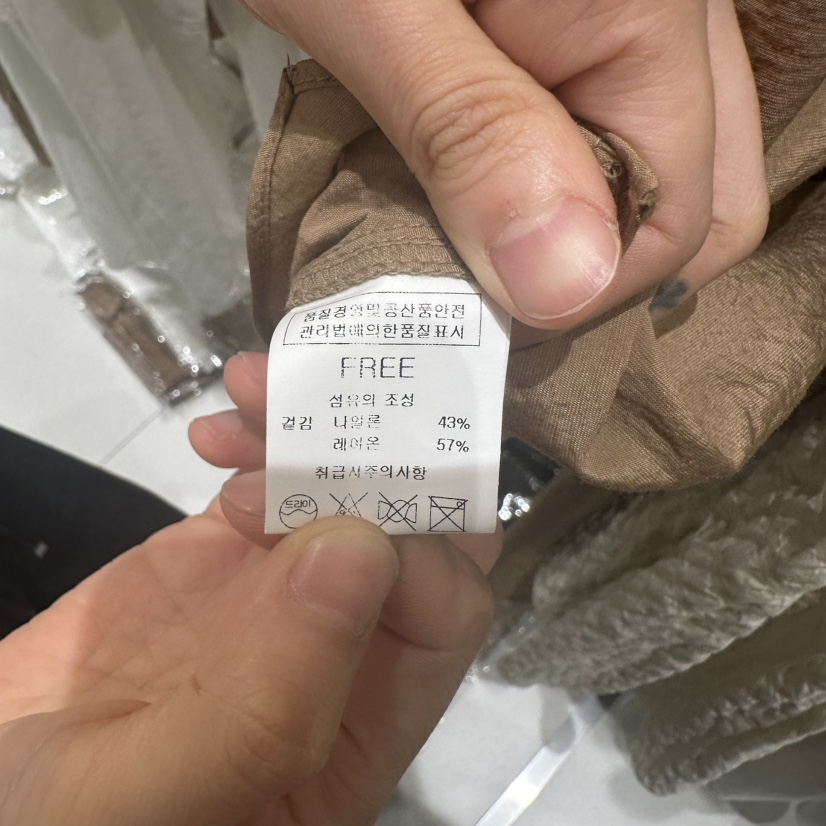 품질경영및공산품안전
관리법에의한품질표시
FREE
섬유의 조성
겉감 나일론 43%
레이온 57%
취급시주의사항
드라이